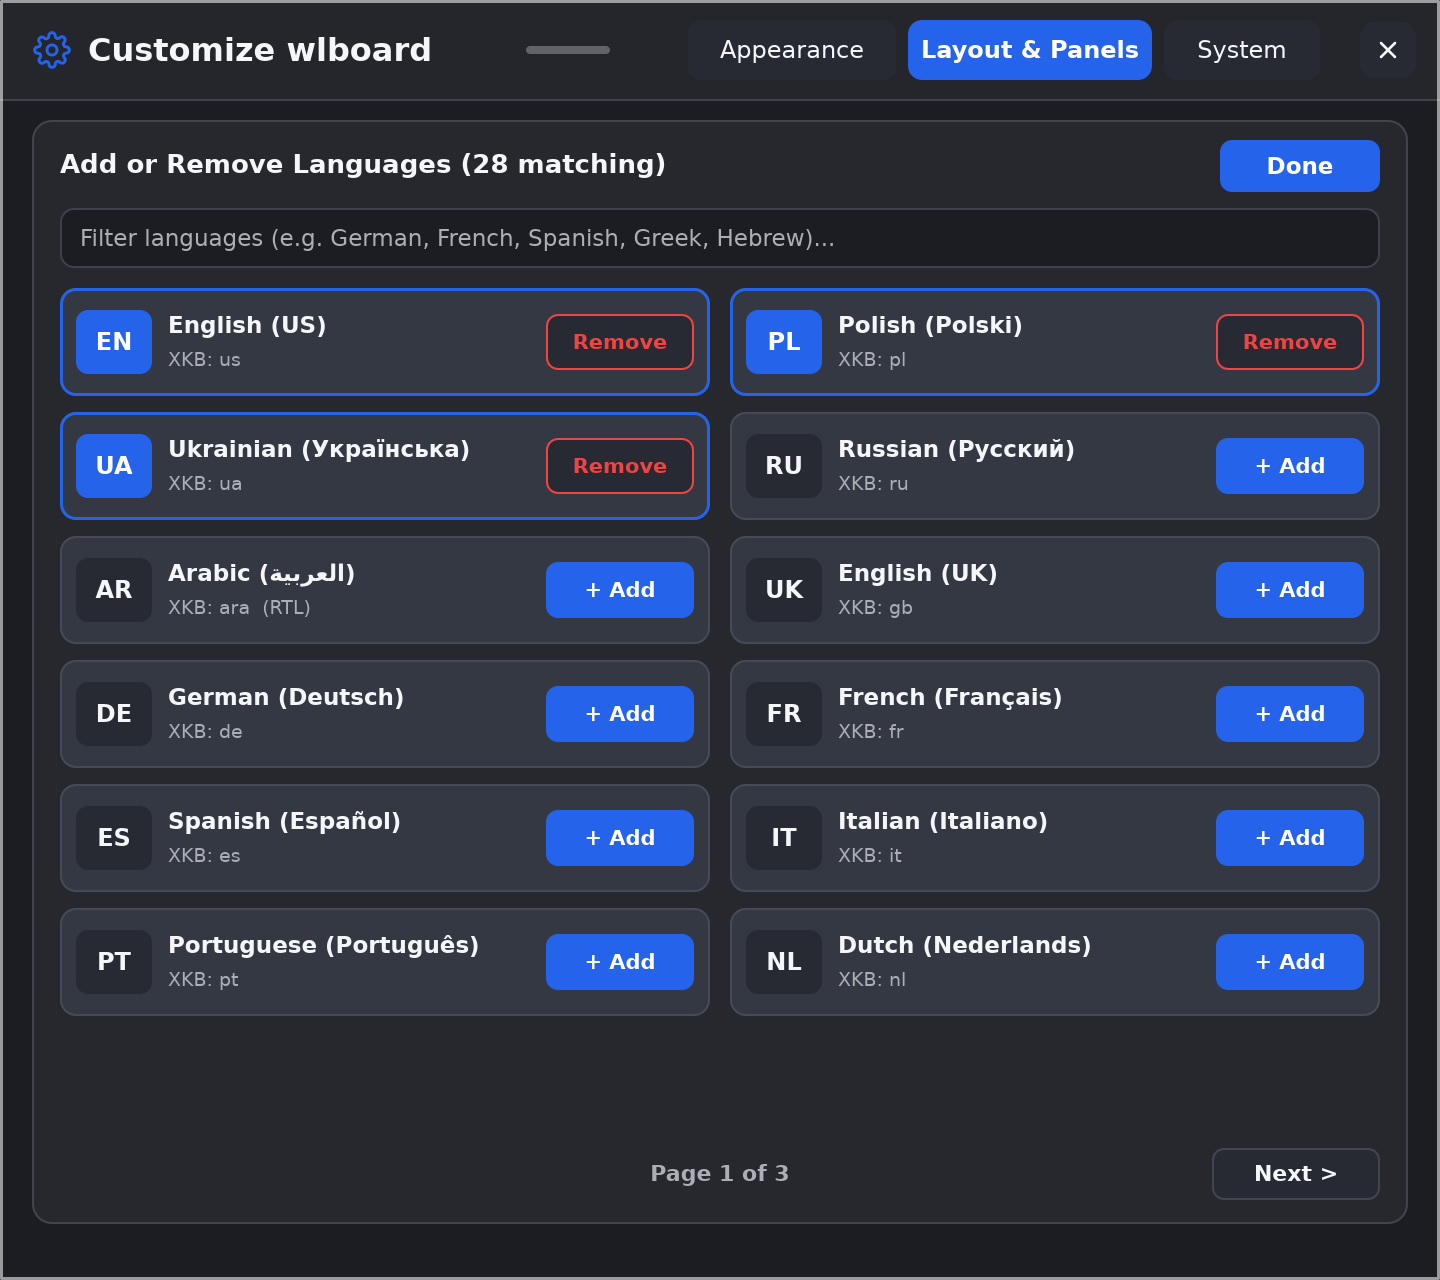 Customize wlboard
Appearance
Layout & Panels
System
Add or Remove Languages (28 matching)
Done
Filter languages (e.g. German, French, Spanish, Greek, Hebrew)...
EN
English (US)
XKB: us
Remove
PL
Polish (Polski)
XKB: pl
Remove
UA
Ukrainian (Українська)
XKB: ua
Remove
RU
Russian (Русский)
XKB: ru
+ Add
AR
Arabic (العربية)
XKB: ara  (RTL)
+ Add
UK
English (UK)
XKB: gb
+ Add
DE
German (Deutsch)
XKB: de
+ Add
FR
French (Français)
XKB: fr
+ Add
ES
Spanish (Español)
XKB: es
+ Add
IT
Italian (Italiano)
XKB: it
+ Add
PT
Portuguese (Português)
XKB: pt
+ Add
NL
Dutch (Nederlands)
XKB: nl
+ Add
Page 1 of 3
Next >